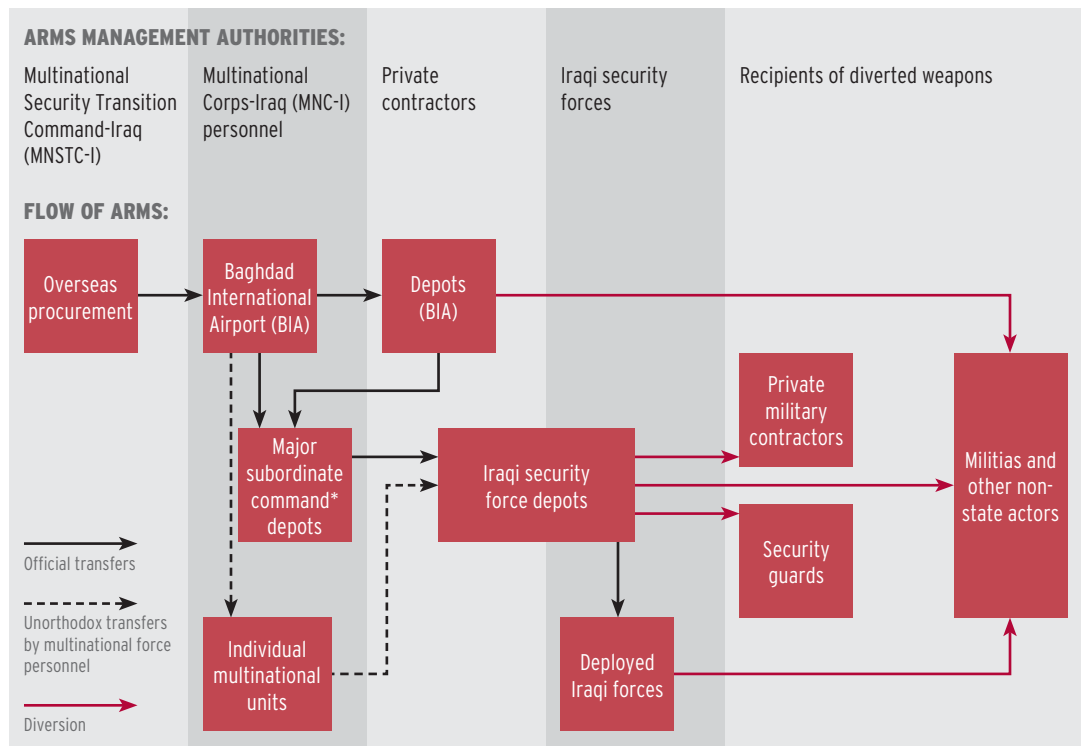 ARMS MANAGEMENT AUTHORITIES:
Multinational
Security Transition
Command-Iraq
(MNSTC-I)
Multinational
Corps-Iraq (MNC-I)
personnel
Private
contractors
Iraqi security
forces
Recipients of diverted weapons
FLOW OF ARMS:
Overseas
procurement
Baghdad
International
Airport (BIA)
Depots
(BIA)
Private
military
contractors
Major
subordinate
command*
depots
Iraqi security
force depots
Militias and
other non-
state actors
Security
guards
Official transfers
Unorthodox transfers
by multinational force
personnel
Individual
multinational
units
Deployed
Iraqi forces
Diversion